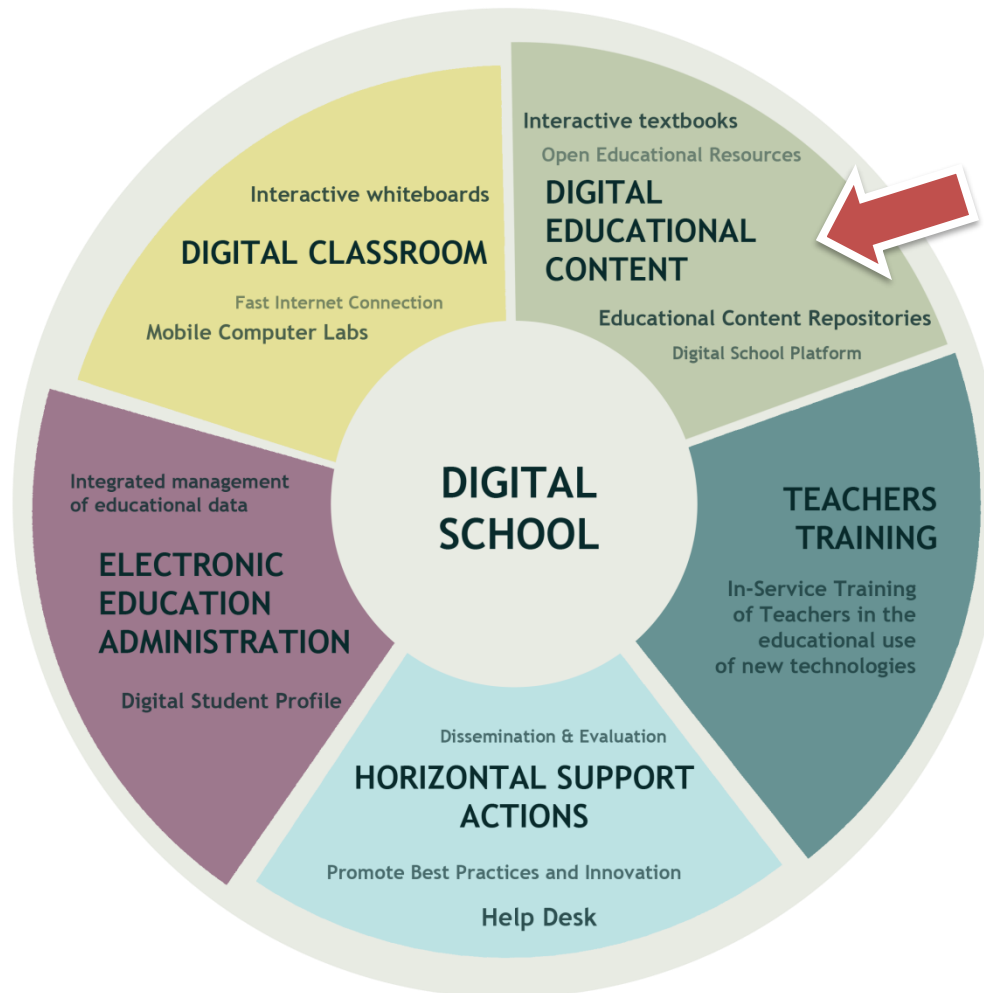 Interactive textbooks
Open Educational Resources
DIGITAL
EDUCATIONAL
CONTENT
Educational Content Repositories
Digital School Platform
Interactive whiteboards
DIGITAL CLASSROOM
Fast Internet Connection
Mobile Computer Labs
DIGITAL
SCHOOL
TEACHERS
TRAINING
In-Service Training
of Teachers in the
educational use
of new technologies
Integrated management
of educational data
ELECTRONIC
EDUCATION
ADMINISTRATION
Digital Student Profile
Dissemination & Evaluation
HORIZONTAL SUPPORT
ACTIONS
Promote Best Practices and Innovation
Help Desk